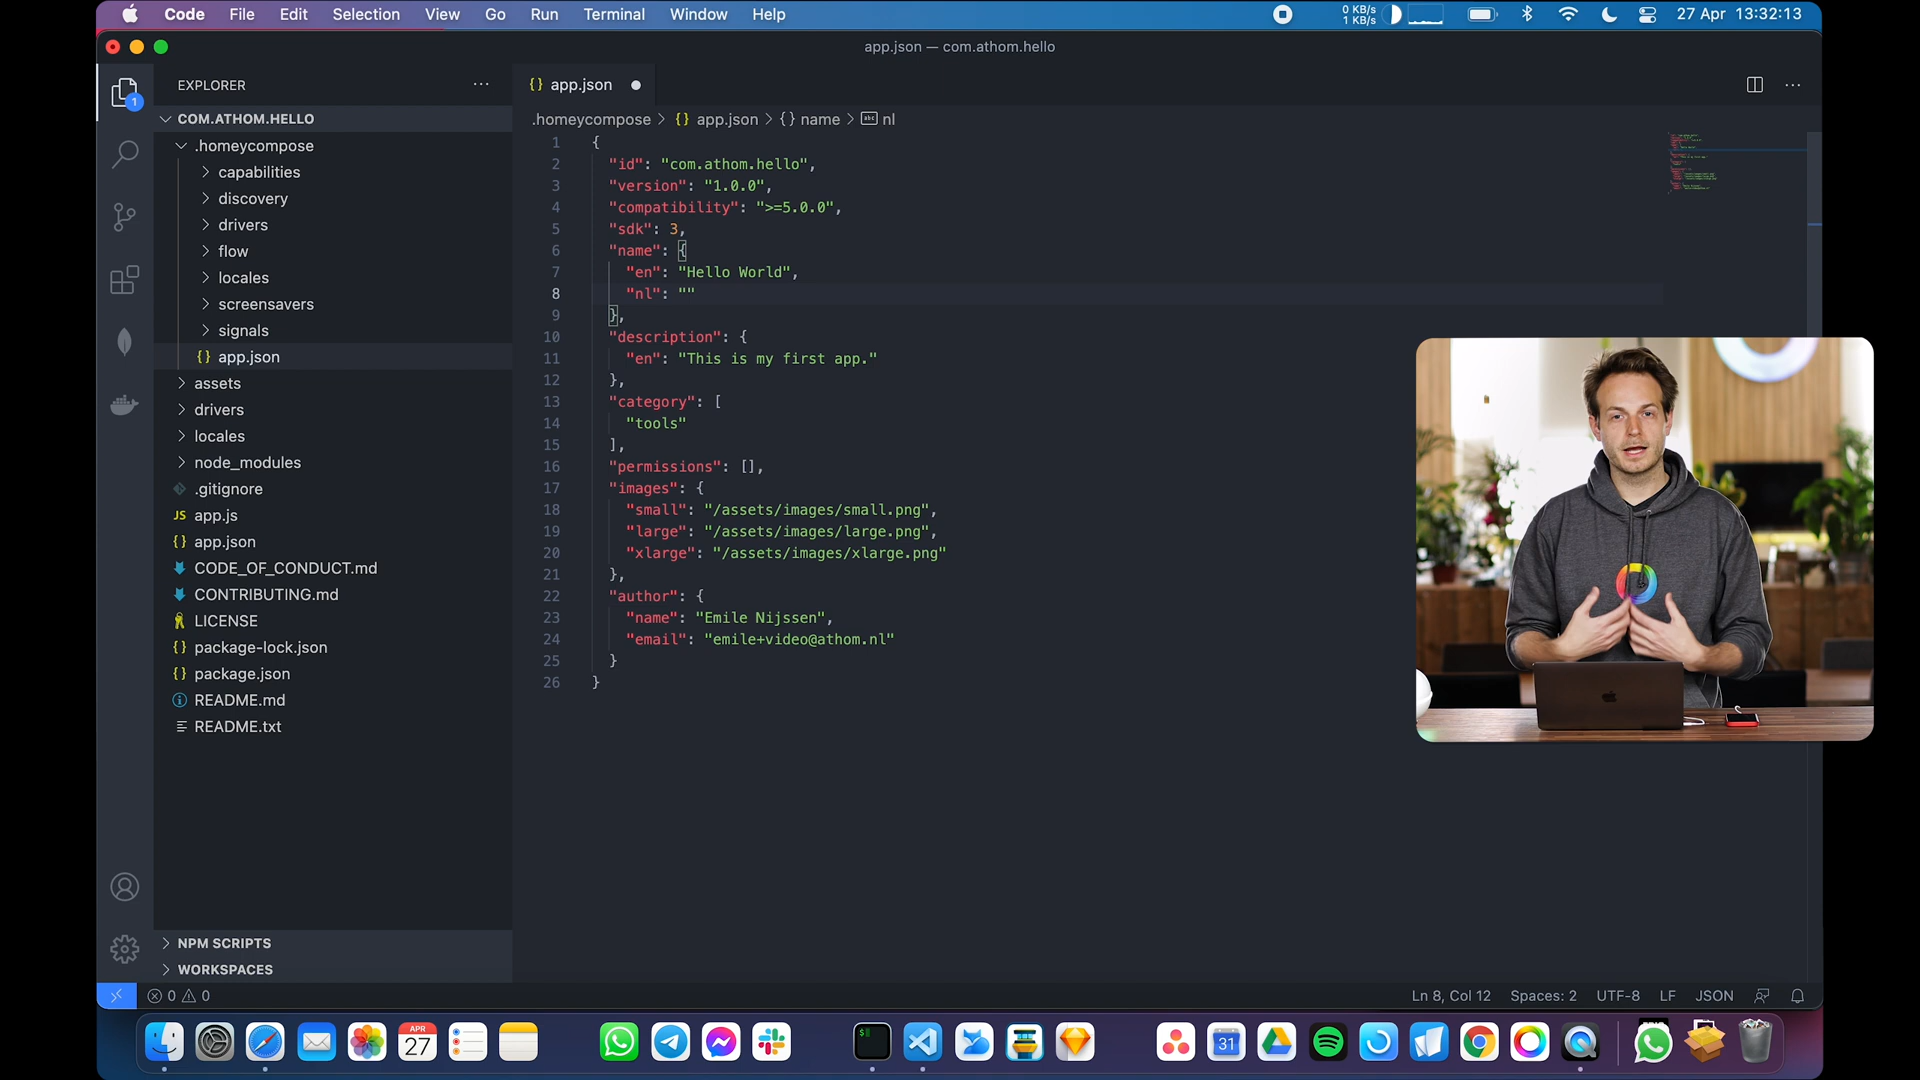 Code File Edit Selection View Go Run Terminal Window Help
0 KB/s
1 KB/s
27 Apr 13:32:13
app.json — com.athom.hello
EXPLORER
1
COM.ATHOM.HELLO
.homeycompose
capabilities
discovery
drivers
flow
locales
screensavers
signals
{} app.json
assets
drivers
locales
node_modules
.gitignore
JS app.js
{} app.json
CODE_OF_CONDUCT.md
CONTRIBUTING.md
LICENSE
{} package-lock.json
{} package.json
README.md
README.txt
NPM SCRIPTS
WORKSPACES
{} app.json
.homeycompose > {} app.json > {} name > abc nl
1 {
2 "id": "com.athom.hello",
3 "version": "1.0.0",
4 "compatibility": ">=5.0.0",
5 "sdk": 3,
6 "name": {
7 "en": "Hello World",
8 "nl": ""
9 },
10 "description": {
11 "en": "This is my first app."
12 },
13 "category": [
14 "tools"
15 ],
16 "permissions": [],
17 "images": {
18 "small": "/assets/images/small.png",
19 "large": "/assets/images/large.png",
20 "xlarge": "/assets/images/xlarge.png"
21 },
22 "author": {
23 "name": "Emile Nijssen",
24 "email": "emile+video@athom.nl"
25 }
26 }
0 0
Ln 8, Col 12 Spaces: 2 UTF-8 LF JSON
APR
27
$
31